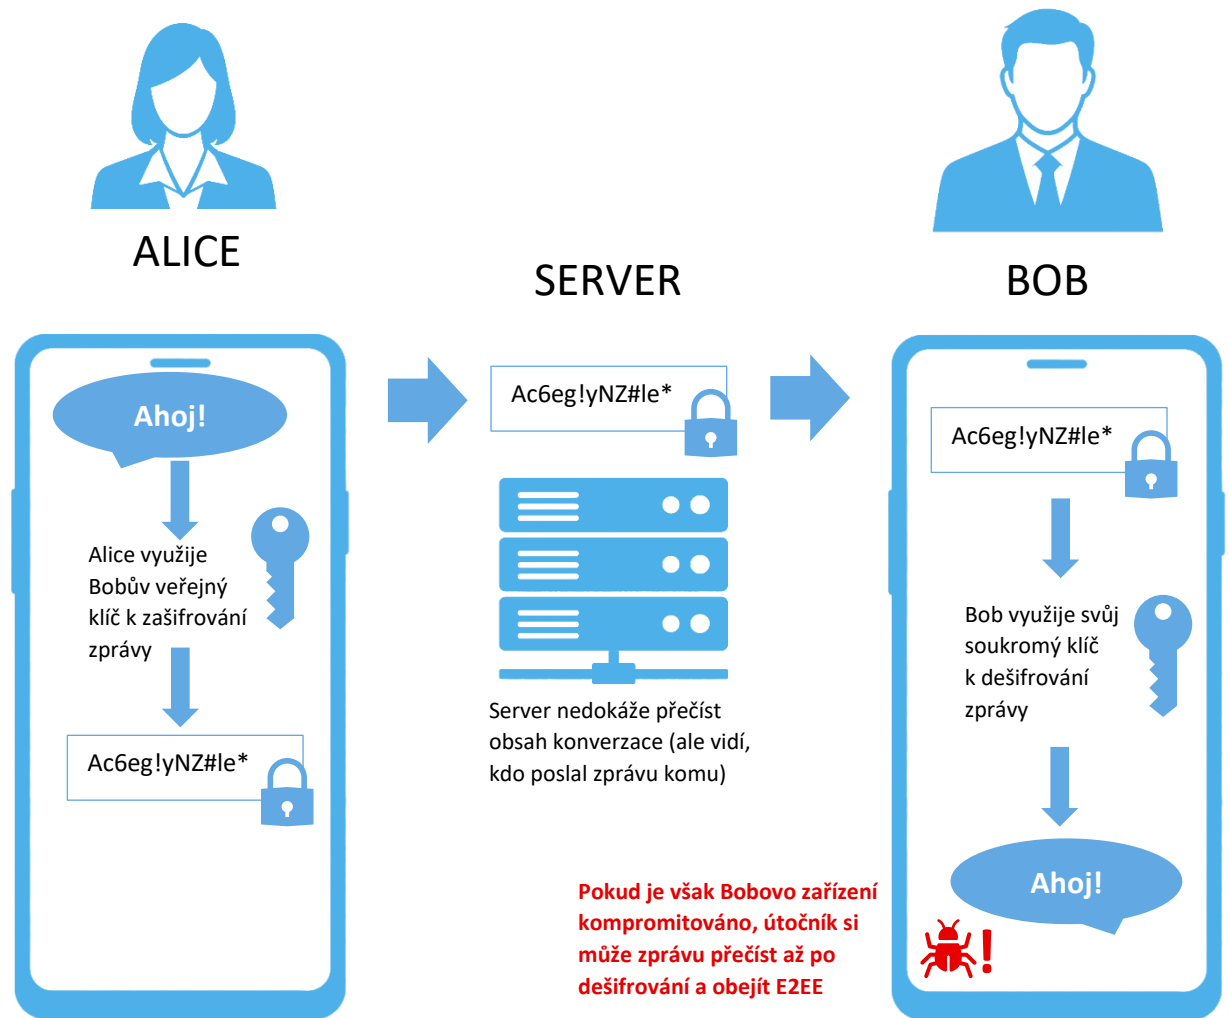 ALICE
SERVER
BOB
Ahoj!
Alice využije
Bobův veřejný
klíč k zašifrování
zprávy
Ac6eg!yNZ#le*
Ac6eg!yNZ#le*
Server nedokáže přečíst
obsah konverzace (ale vidí,
kdo poslal zprávu komu)
Ac6eg!yNZ#le*
Bob využije svůj
soukromý klíč
k dešifrování
zprávy
Ahoj!
Pokud je však Bobovo zařízení
kompromitováno, útočník si
může zprávu přečíst až po
dešifrování a obejít E2EE
!